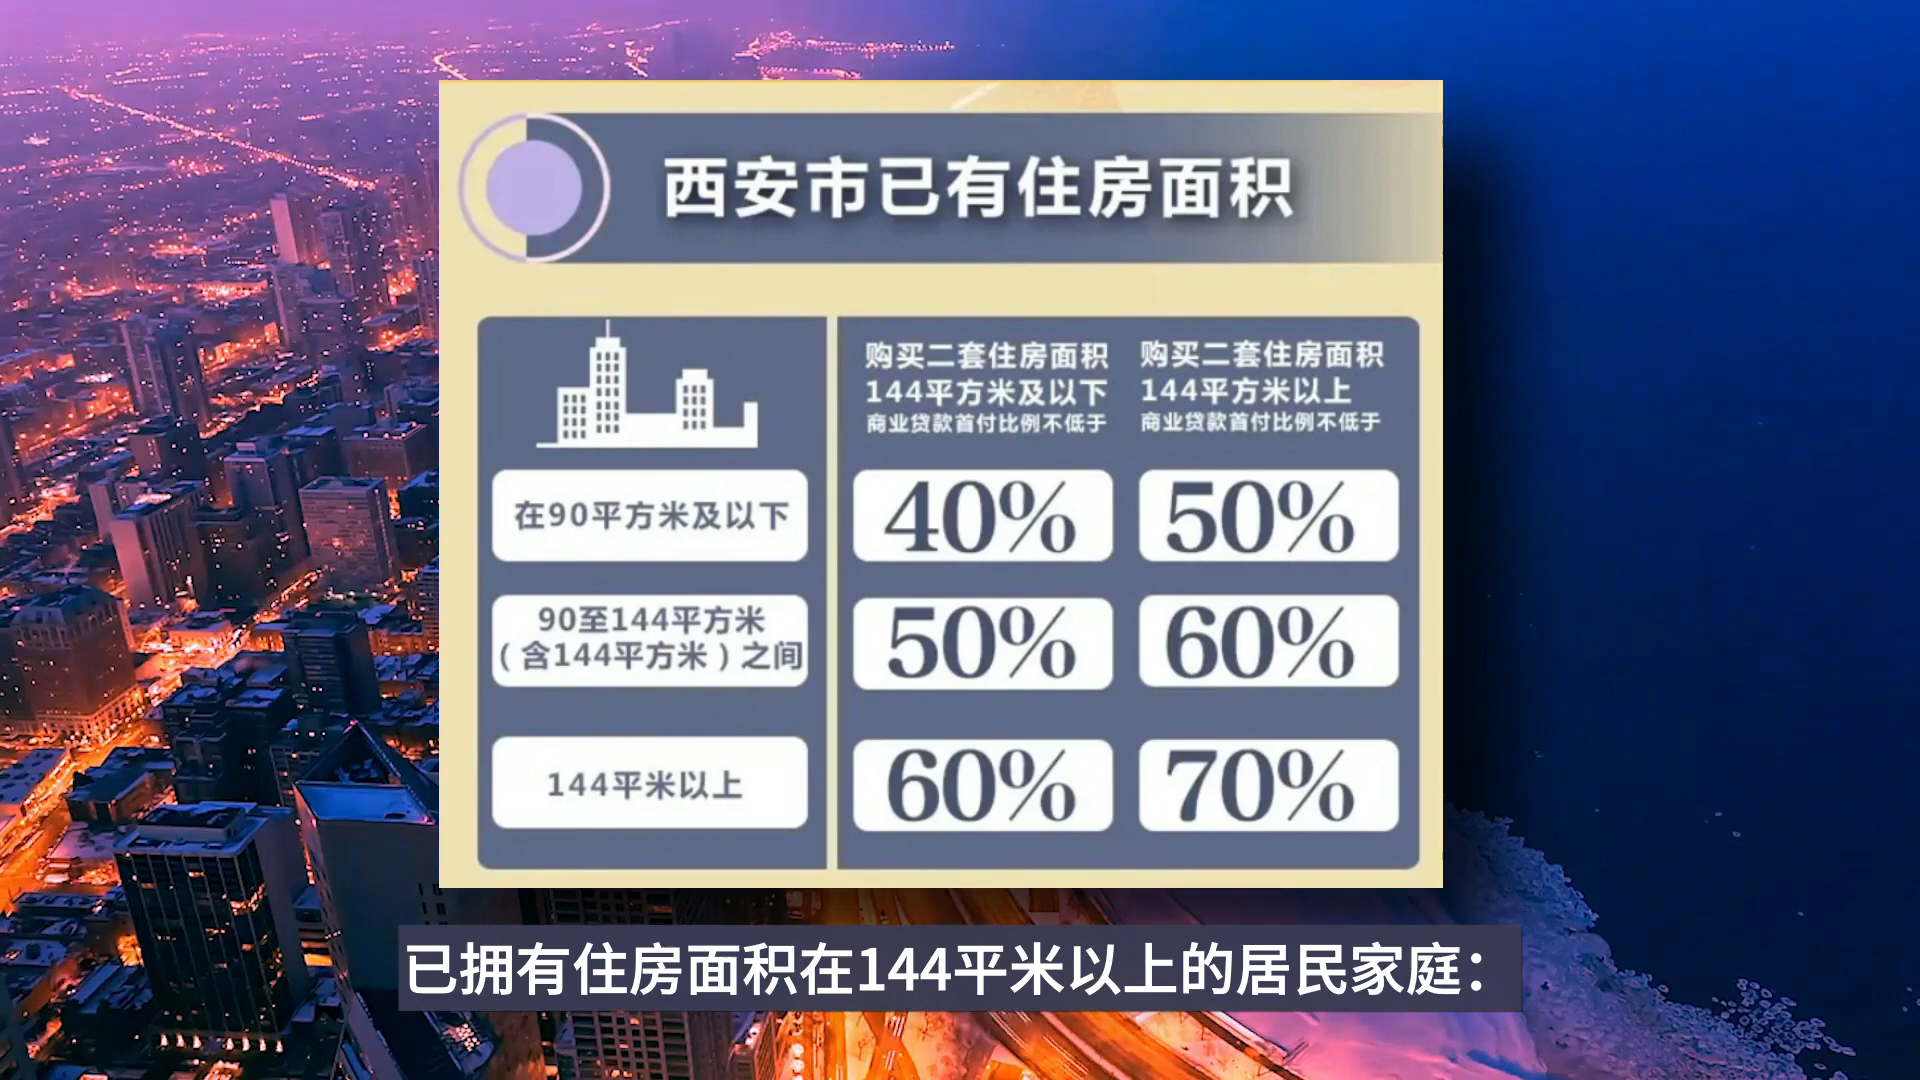 西安市已有住房面积
购买二套住房面积
144平方米及以下
商业贷款首付比例不低于
购买二套住房面积
144平方米以上
商业贷款首付比例不低于
在90平方米及以下
40%
50%
90至144平方米
（含144平方米）之间
50%
60%
144平米以上
60%
70%
已拥有住房面积在144平米以上的居民家庭：